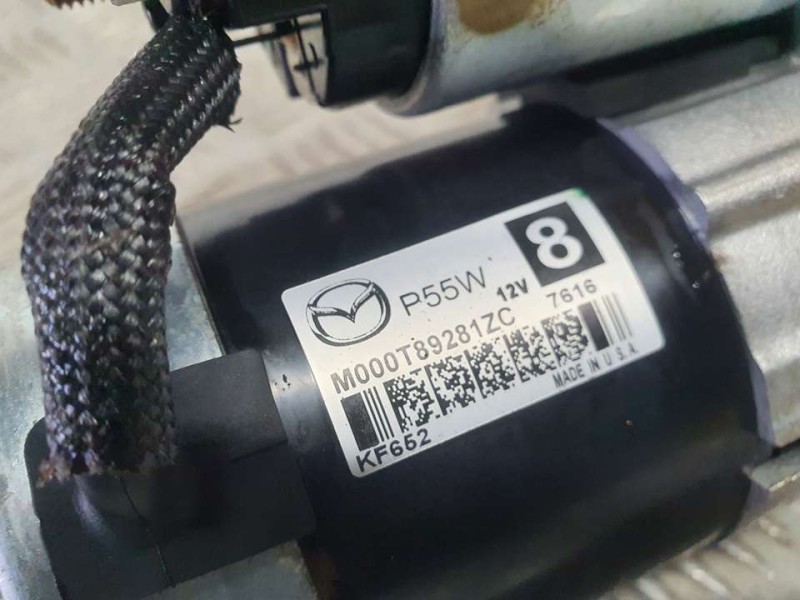 P55W 12V 8
M000T89281ZC 7616
KF652 MADE IN U.S.A.